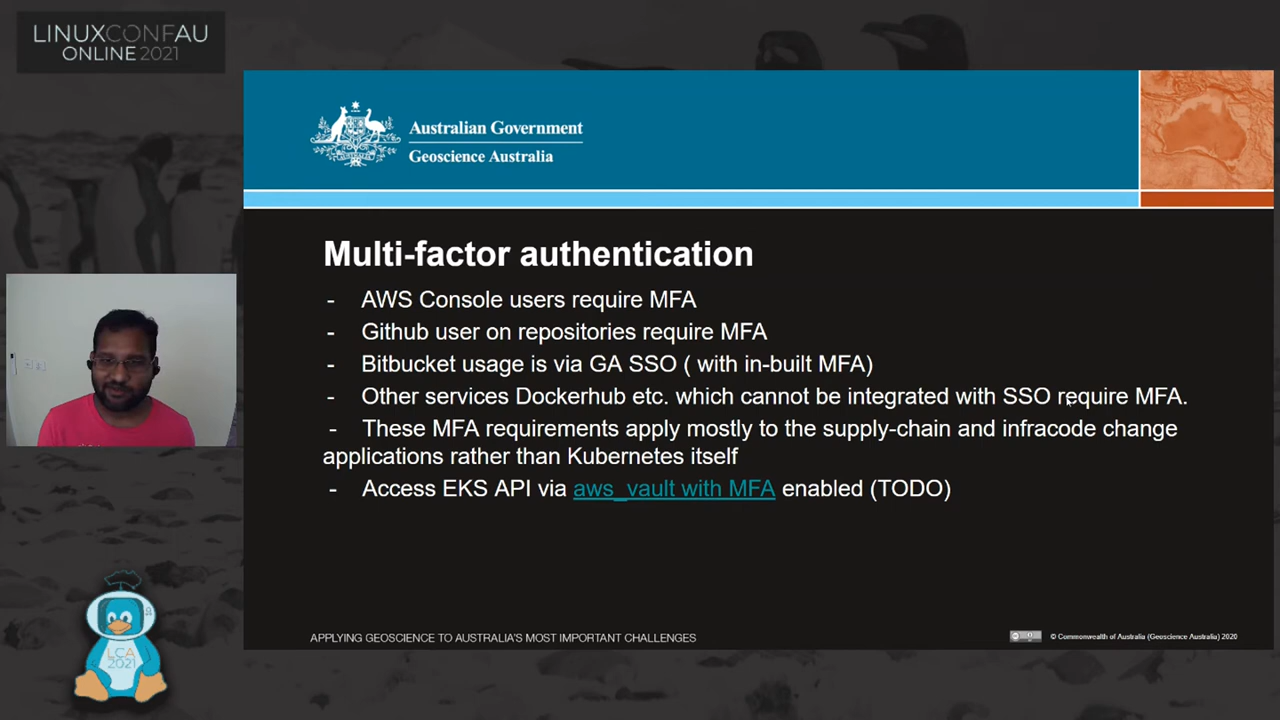 LINUXCONFAU
ONLINE 2021
Australian Government
Geoscience Australia
Multi-factor authentication
- AWS Console users require MFA
- Github user on repositories require MFA
- Bitbucket usage is via GA SSO ( with in-built MFA)
- Other services Dockerhub etc. which cannot be integrated with SSO require MFA.
- These MFA requirements apply mostly to the supply-chain and infracode change
applications rather than Kubernetes itself
- Access EKS API via aws_vault with MFA enabled (TODO)
LCA
2021
APPLYING GEOSCIENCE TO AUSTRALIA'S MOST IMPORTANT CHALLENGES
© Commonwealth of Australia (Geoscience Australia) 2020